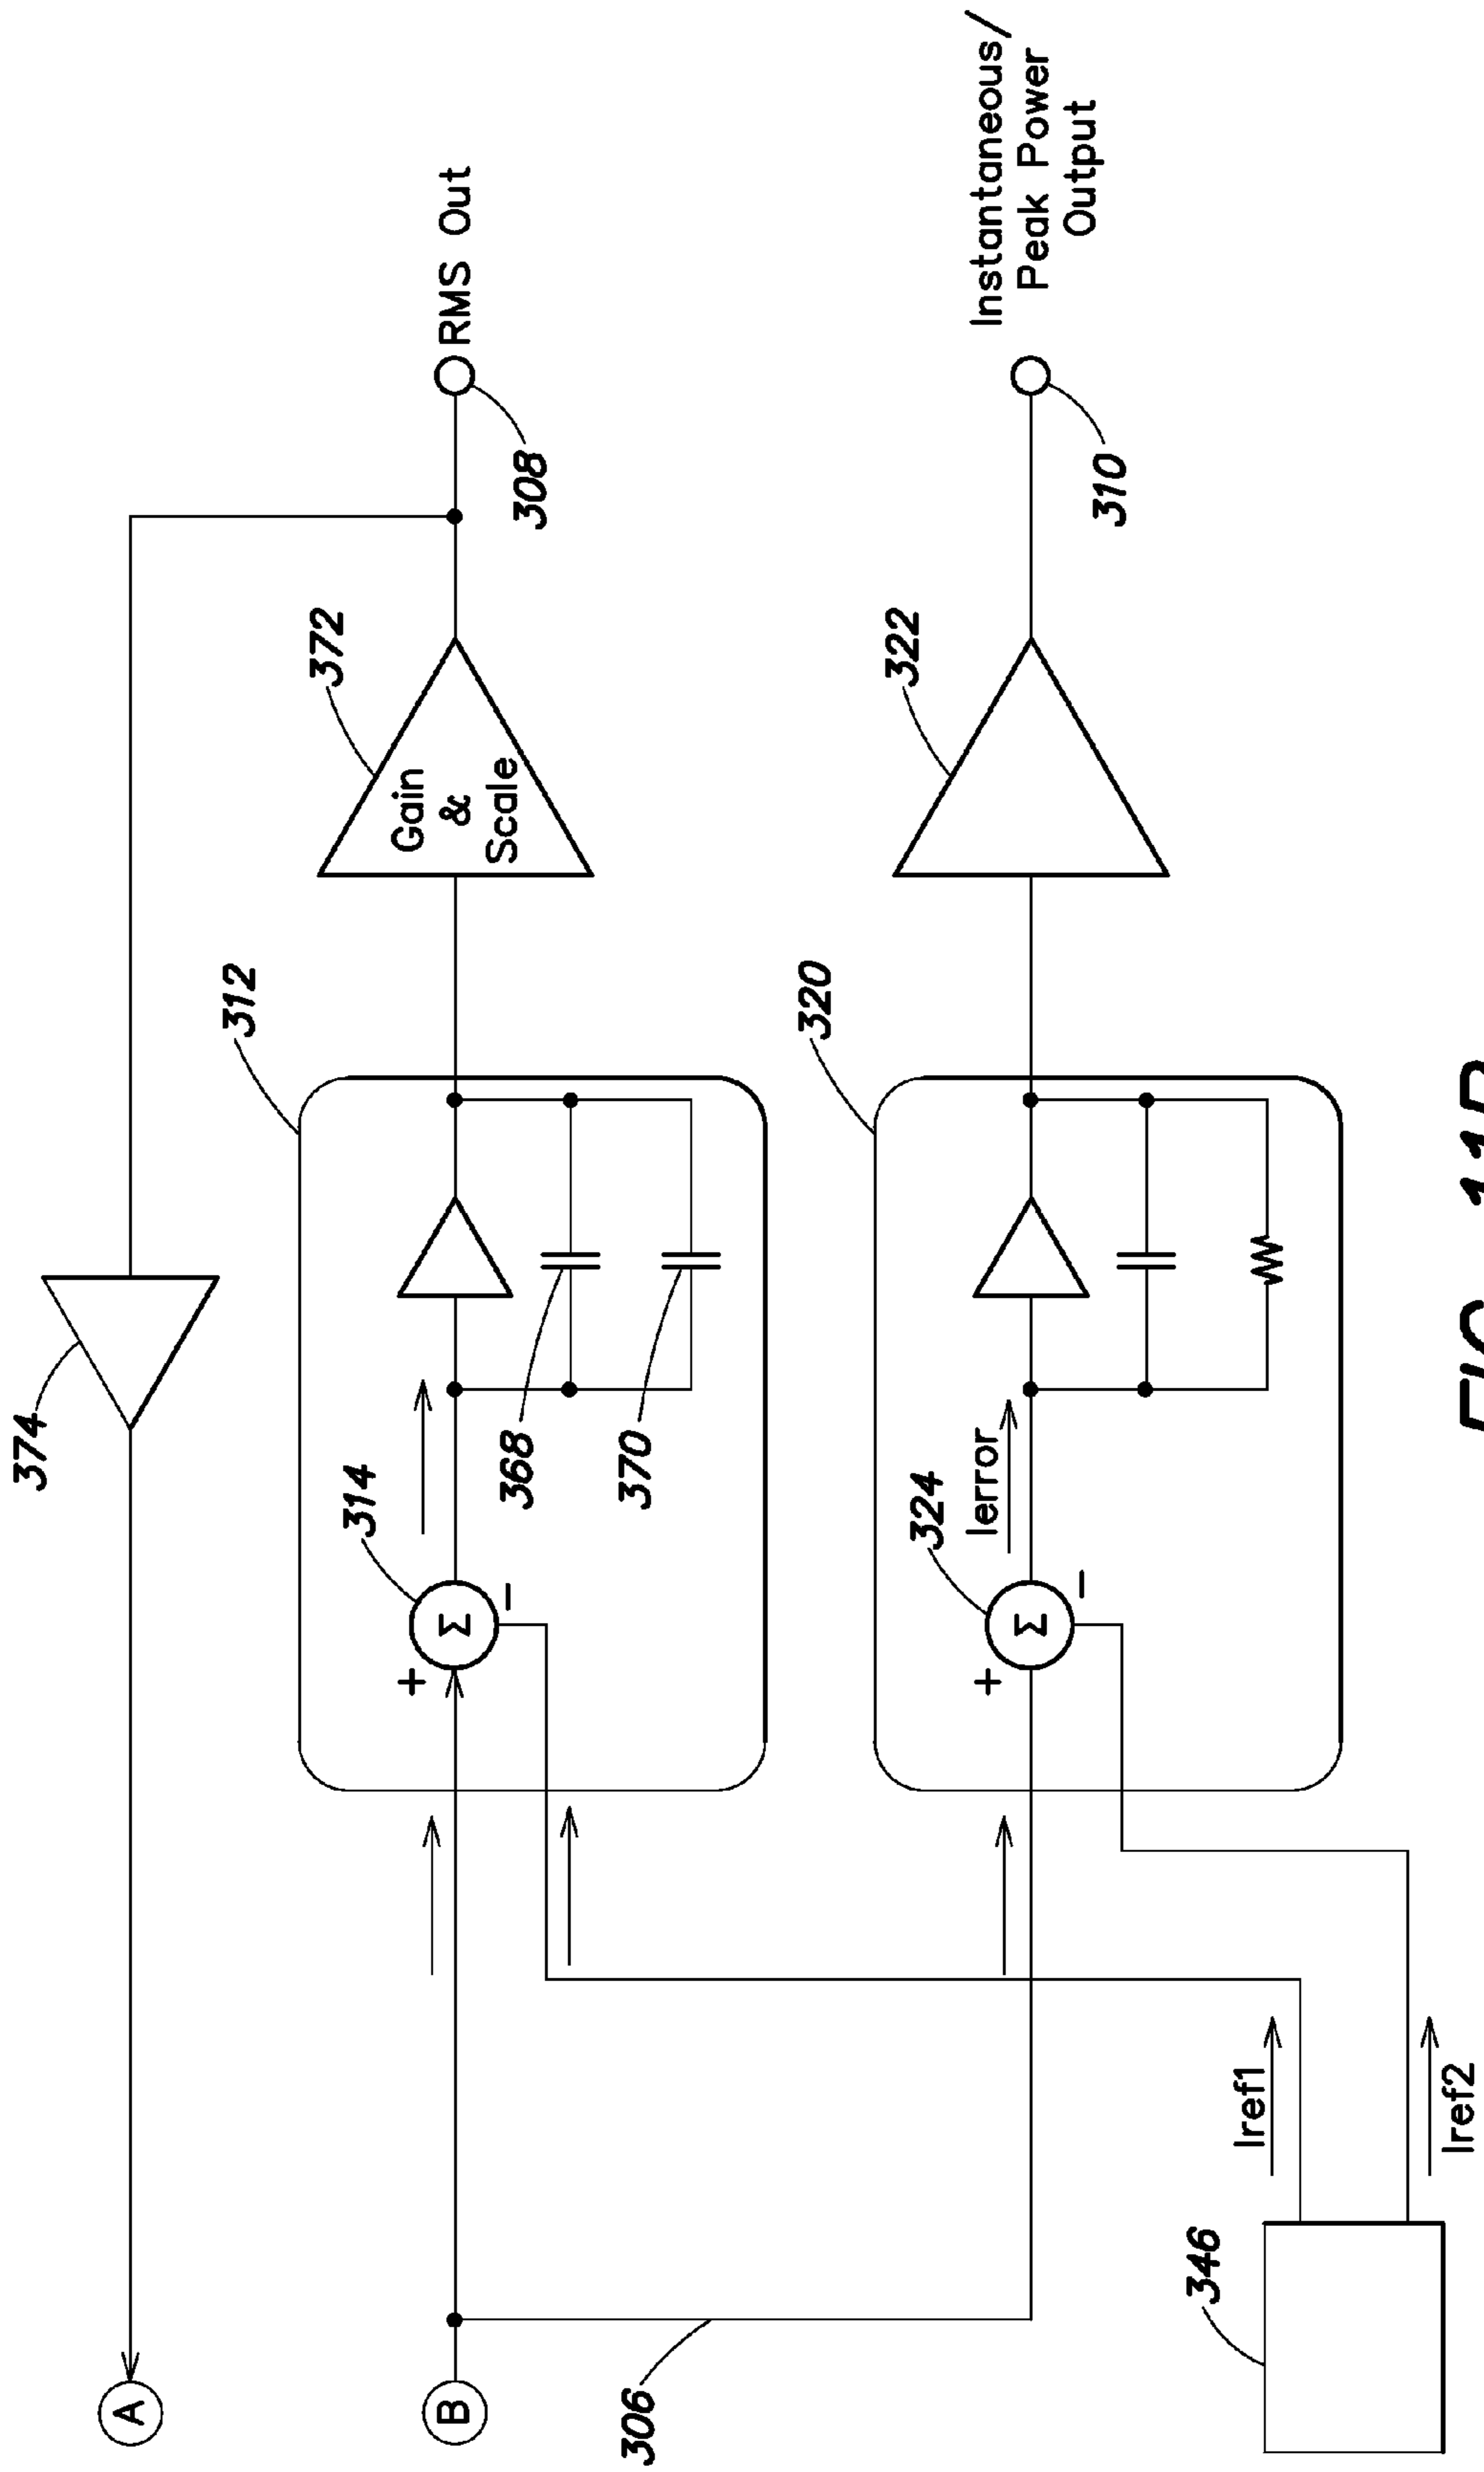 A
374
B
306
312
314
+
Σ
−
368
370
372
Gain
&
Scale
RMS Out
308
320
324
+
Σ
−
Ierror
322
Instantaneous/
Peak Power
Output
310
346
Iref1
Iref2